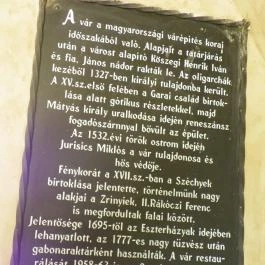 A vár a magyarországi várépítés korai
időszakából való. Alapjait a tatárjárás
után a várost alapító Kőszegi Henrik Iván
és fia, János nádor rakták le. Az oligarchák
kezéből 1327-ben királyi tulajdonba került.
A XV.sz.első felében a Garai család birtok-
lása alatt gótikus részletekkel, majd
Mátyás király uralkodása idején reneszánsz
fogadószárnnyal bővült az épület.
Az 1532.évi török ostrom idején
Jurisics Miklós a vár tulajdonosa és
hős védője.
Fénykorát a XVII.sz.-ban a Széchyek
birtoklása jelentette, történelmünk nagy
alakjai a Zrínyiek, II.Rákóczi Ferenc
is megfordultak falai között.
Jelentősége 1695-től az Eszterházyak idejében
lehanyatlott, az 1777-es nagy tűzvész után
gabonaraktárként használták. A vár restau-
rálását 1958-62